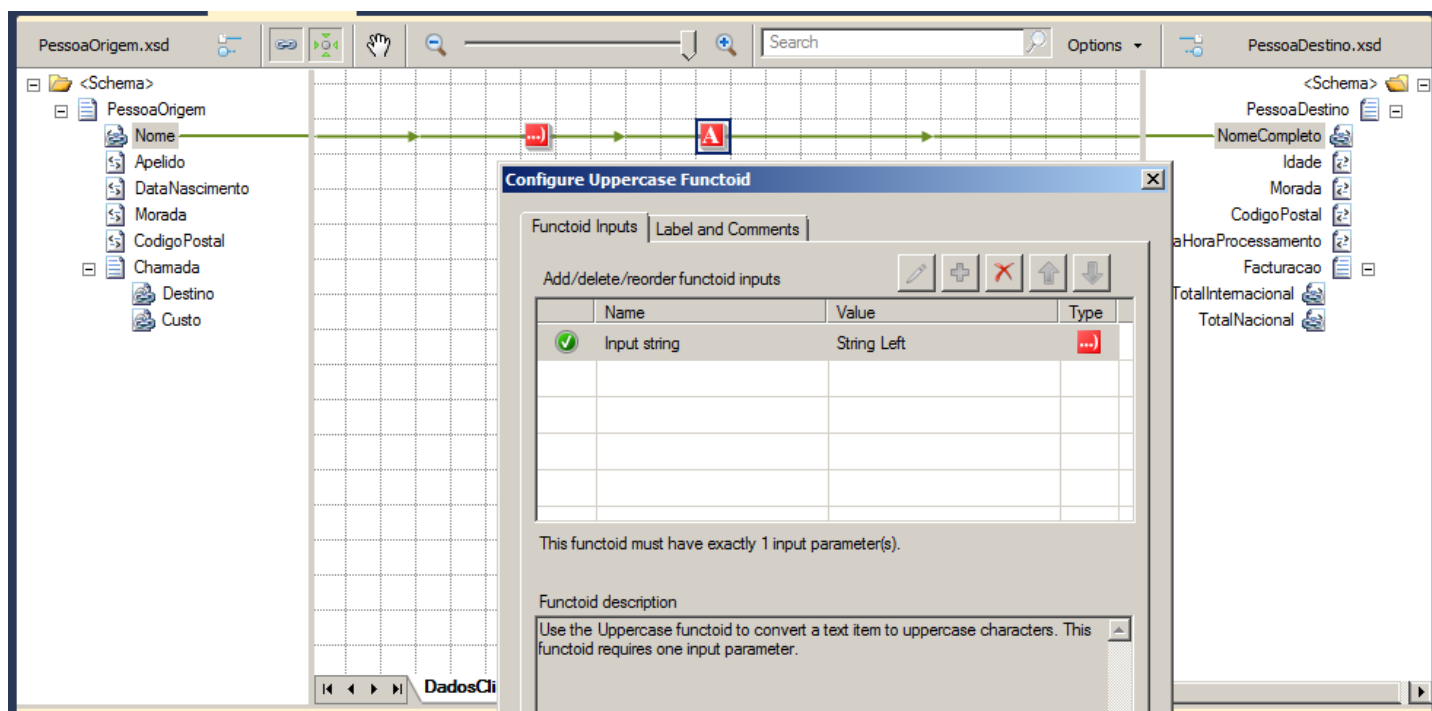 PessoaOrigem.xsd
Search
Options
PessoaDestino.xsd
<Schema>
PessoaOrigem
Nome
Apelido
DataNascimento
Morada
CodigoPostal
Chamada
Destino
Custo
<Schema>
PessoaDestino
NomeCompleto
Idade
Morada
CodigoPostal
aHoraProcessamento
Facturacao
TotalInternacional
TotalNacional
...)
A
Configure Uppercase Functoid
Functoid Inputs Label and Comments
Add/delete/reorder functoid inputs
Name Value Type
Input string String Left ...)
This functoid must have exactly 1 input parameter(s).
Functoid description
Use the Uppercase functoid to convert a text item to uppercase characters. This
functoid requires one input parameter.
DadosCli